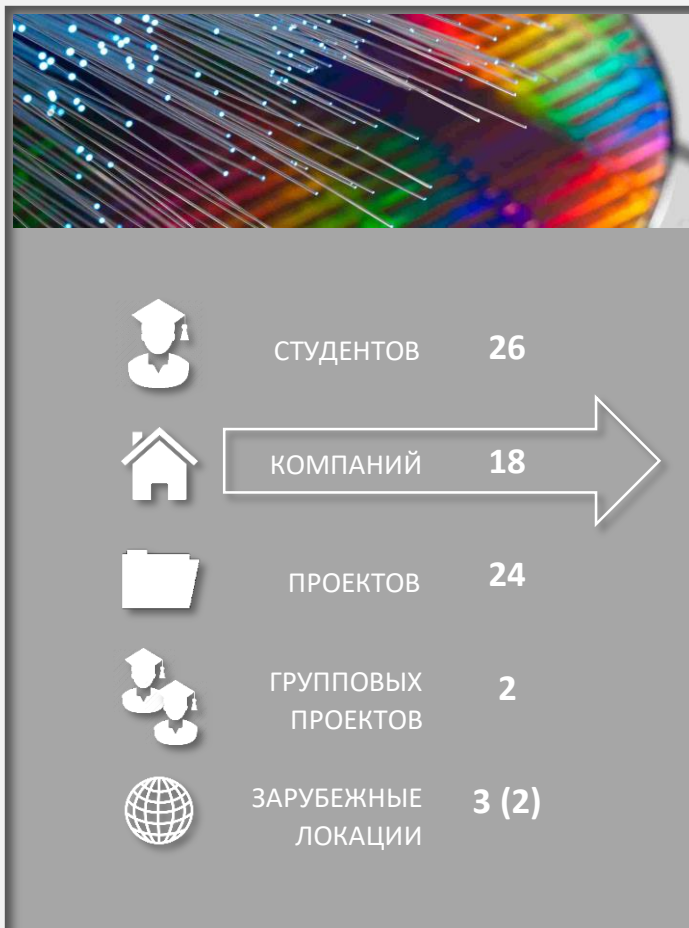 СТУДЕНТОВ 26
КОМПАНИЙ 18
ПРОЕКТОВ 24
ГРУППОВЫХ 2
ПРОЕКТОВ
ЗАРУБЕЖНЫЕ 3 (2)
ЛОКАЦИИ